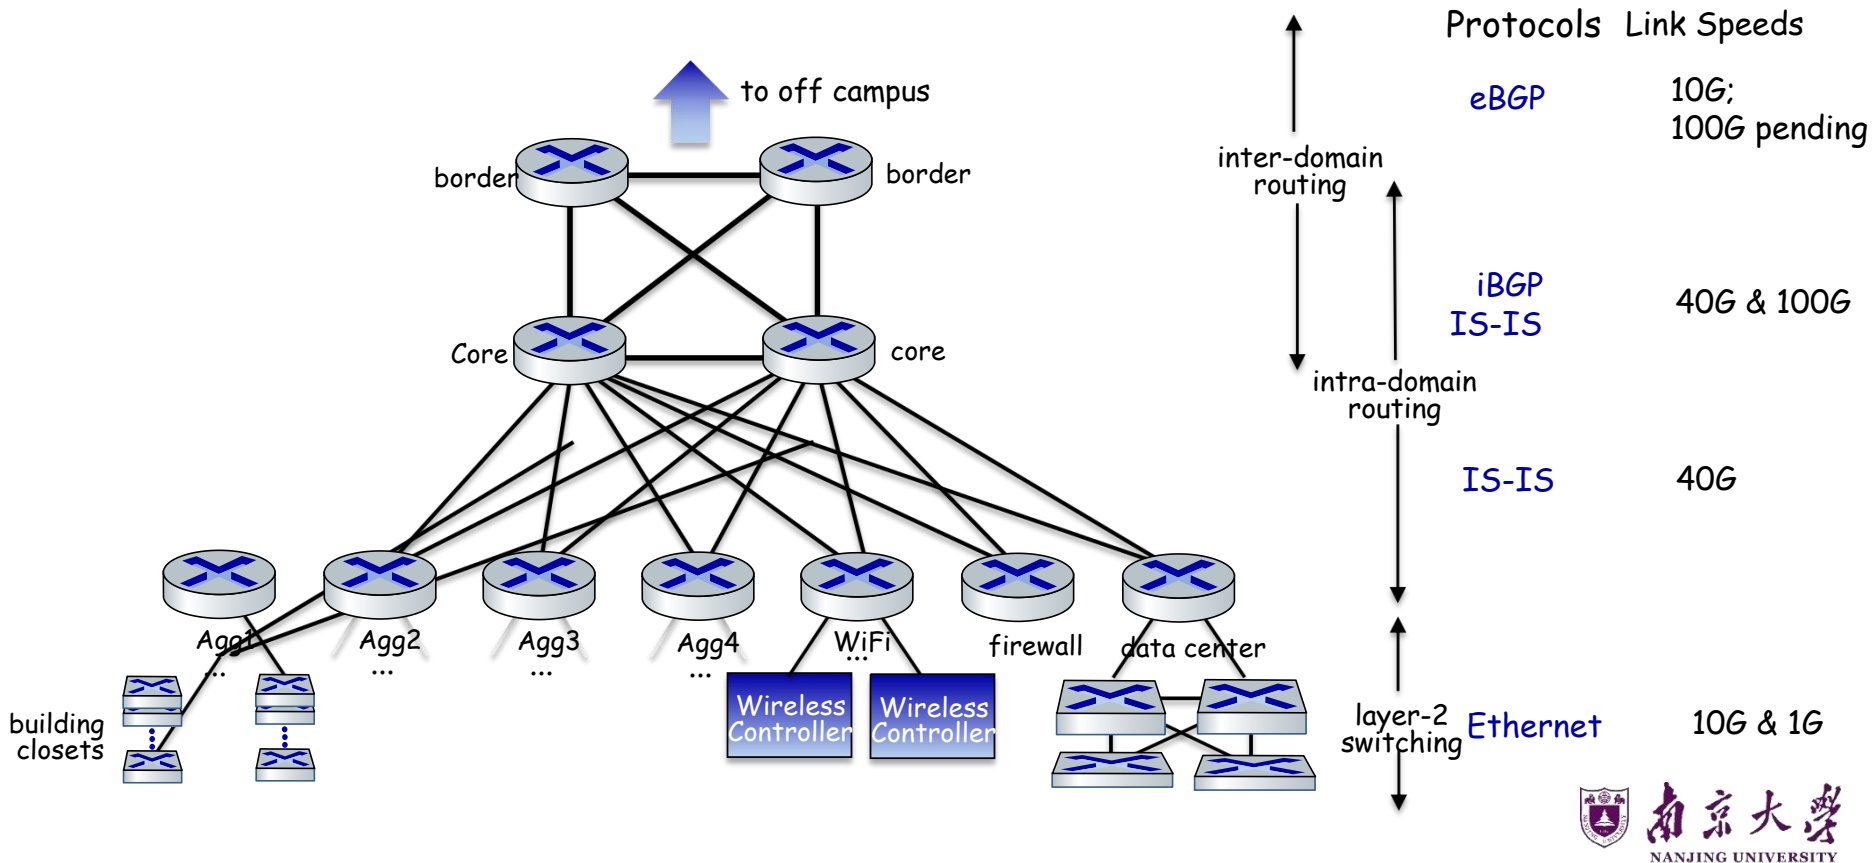 Protocols Link Speeds
to off campus
eBGP
10G;
100G pending
inter-domain
routing
border
border
iBGP
IS-IS
40G & 100G
Core
core
intra-domain
routing
IS-IS
40G
Agg1
...
Agg2
...
Agg3
...
Agg4
...
WiFi
...
firewall
data center
building
closets
Wireless
Controller
Wireless
Controller
layer-2
switching
Ethernet
10G & 1G
南京大學
NANJING UNIVERSITY